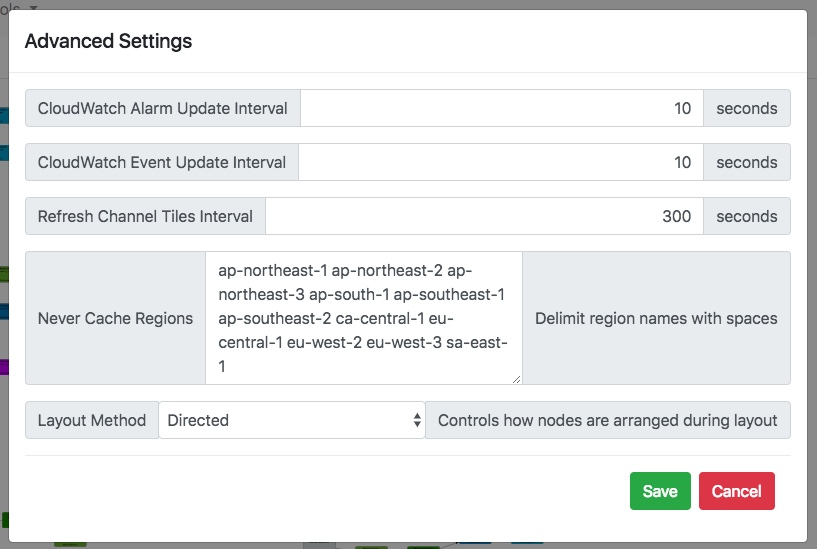 ols
Advanced Settings
CloudWatch Alarm Update Interval 10 seconds
CloudWatch Event Update Interval 10 seconds
Refresh Channel Tiles Interval 300 seconds
Never Cache Regions
ap-northeast-1 ap-northeast-2 ap-
northeast-3 ap-south-1 ap-southeast-1
ap-southeast-2 ca-central-1 eu-
central-1 eu-west-2 eu-west-3 sa-east-
1
Delimit region names with spaces
Layout Method Directed Controls how nodes are arranged during layout
Save Cancel